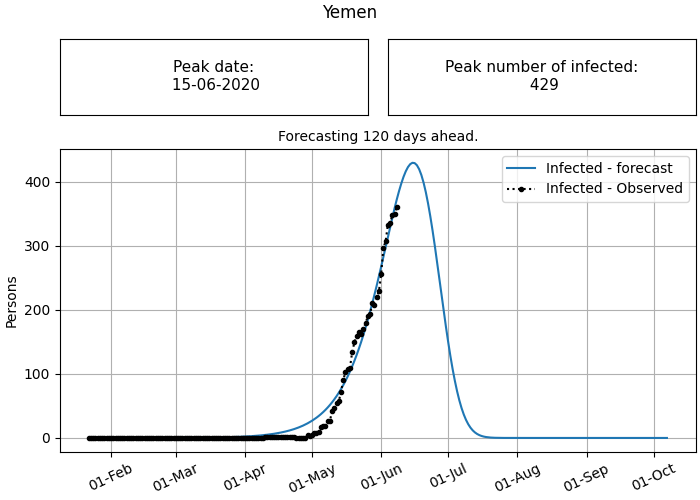 Yemen
Peak date:
15-06-2020
Peak number of infected:
429
Forecasting 120 days ahead.
Infected - forecast
Infected - Observed
Persons
400
300
200
100
0
01-Feb
01-Mar
01-Apr
01-May
01-Jun
01-Jul
01-Aug
01-Sep
01-Oct